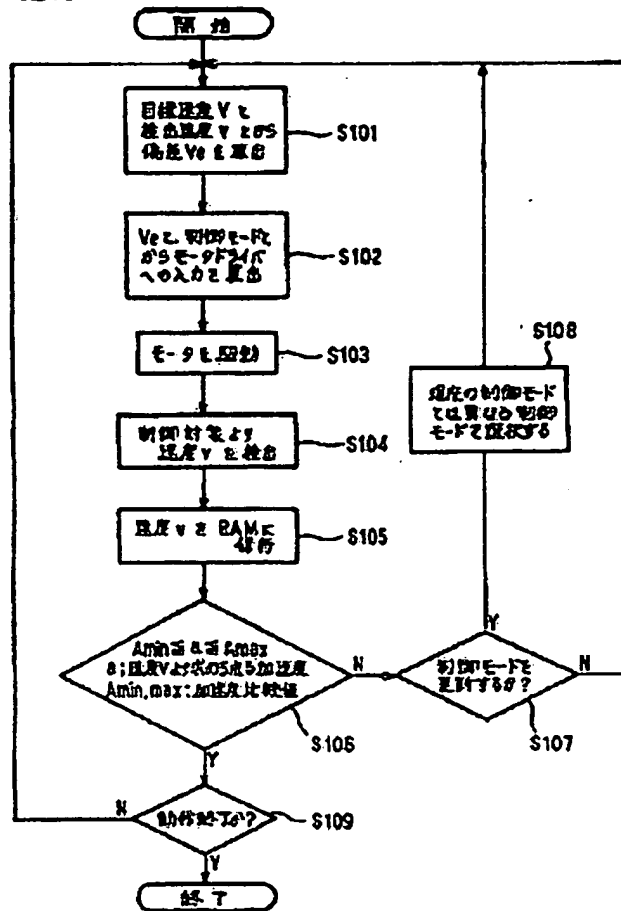 開始
目標速度Vと
検出速度vとから
偏差Veを算出
S101
Veと、制御モードと
からモータドライバ
への入力を算出
S102
モータを駆動
S103
制御対象より
速度vを検出
S104
速度vをRAMに
保存
S105
Amin≦a≦Amax
a;速度Vより求められる加速度
Amin,max;加速度比較値
S106
N
Y
制御モードを
更新するか?
S107
N
Y
現在の制御モード
とは異なる制御
モードを選択する
S108
動作終了か?
S109
N
Y
終了